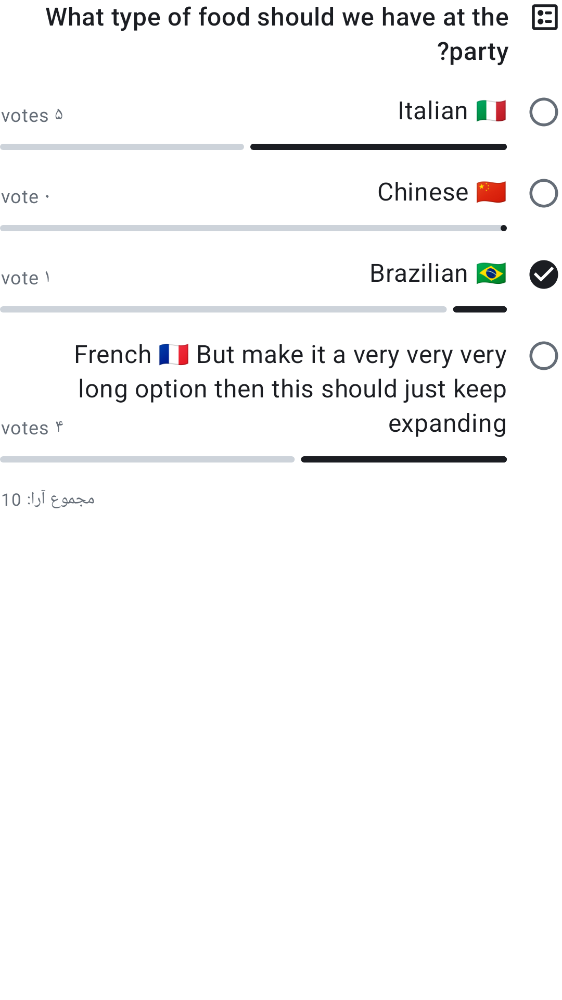 What type of food should we have at the
party?
Italian 🇮🇹
۵ votes
Chinese 🇨🇳
۰ vote
Brazilian 🇧🇷
۱ vote
French 🇫🇷 But make it a very very very
long option then this should just keep
expanding
۴ votes
مجموع آرا: 10